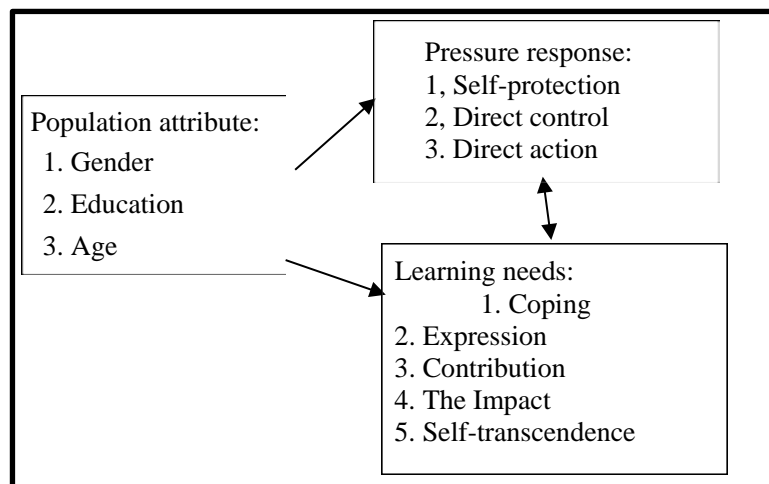 Population attribute:
1. Gender
2. Education
3. Age
Pressure response:
1, Self-protection
2, Direct control
3. Direct action
Learning needs:
1. Coping
2. Expression
3. Contribution
4. The Impact
5. Self-transcendence